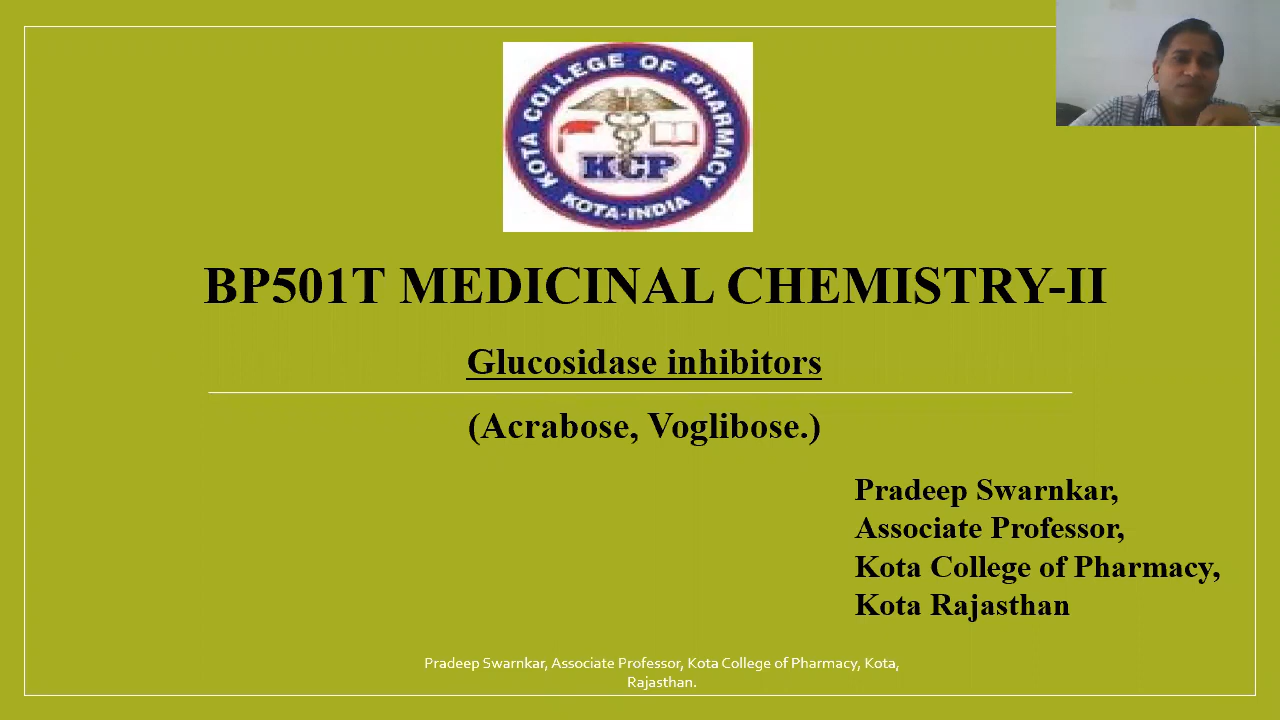 KOTA COLLEGE OF PHARMACY
KCP
KOTA-INDIA
BP501T MEDICINAL CHEMISTRY-II
Glucosidase inhibitors
(Acrabose, Voglibose.)
Pradeep Swarnkar,
Associate Professor,
Kota College of Pharmacy,
Kota Rajasthan
Pradeep Swarnkar, Associate Professor, Kota College of Pharmacy, Kota,
Rajasthan.